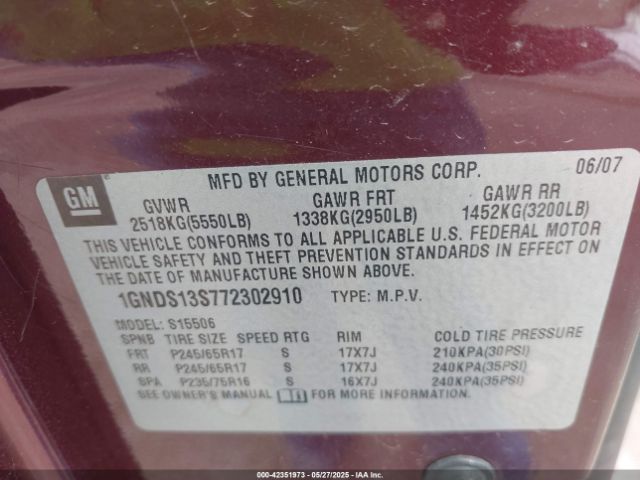 MFD BY GENERAL MOTORS CORP. 06/07
GM
GVWR GAWR FRT GAWR RR
2518KG(5550LB) 1338KG(2950LB) 1452KG(3200LB)
THIS VEHICLE CONFORMS TO ALL APPLICABLE U.S. FEDERAL MOTOR
VEHICLE SAFETY AND THEFT PREVENTION STANDARDS IN EFFECT ON
THE DATE OF MANUFACTURE SHOWN ABOVE.
1GNDS13S772302910 TYPE: M.P.V.
MODEL: S15506
SPNB TIRE SIZE SPEED RTG RIM COLD TIRE PRESSURE
FRT P245/65R17 S 17X7J 210KPA(30PSI)
RR P245/65R17 S 17X7J 240KPA(35PSI)
SPA P235/75R16 S 16X7J 240KPA(35PSI)
SEE OWNER'S MANUAL FOR MORE INFORMATION.
000-42351973 05/27/2025 IAA, Inc.